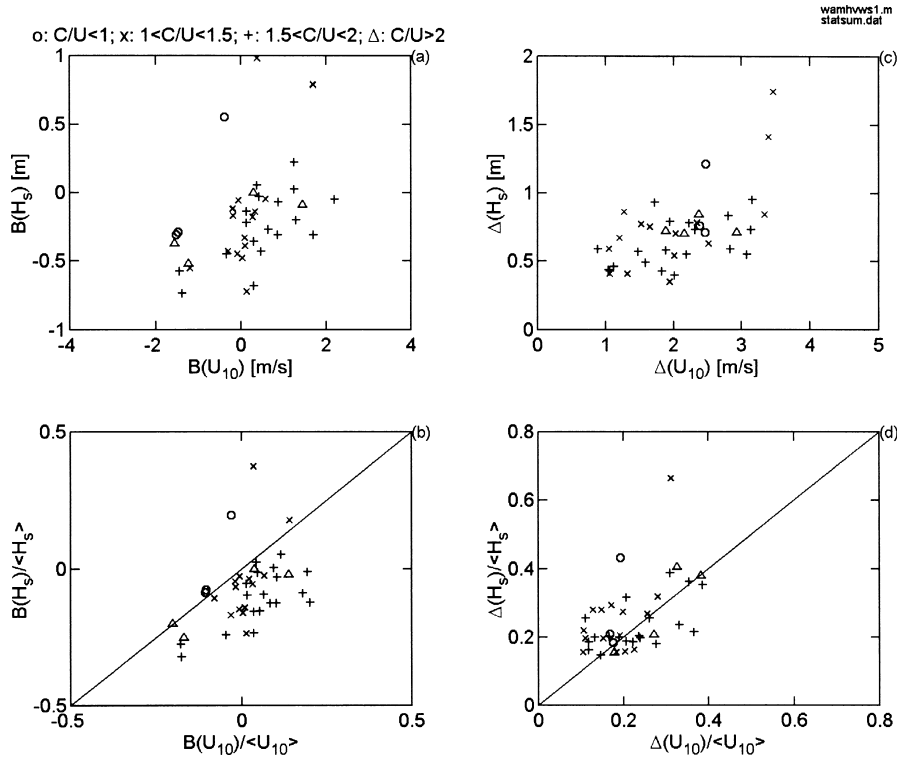 wamhvws1.m
statsum.dat
o: C/U<1; x: 1<C/U<1.5; +: 1.5<C/U<2; Δ: C/U>2
(a)
1
0.5
0
-0.5
-1
B(H_S) [m]
-4 -2 0 2 4
B(U_10) [m/s]
(c)
2
1.5
1
0.5
0
Δ(H_S) [m]
0 1 2 3 4 5
Δ(U_10) [m/s]
(b)
0.5
0
-0.5
B(H_S)/<H_S>
-0.5 0 0.5
B(U_10)/<U_10>
(d)
0.8
0.6
0.4
0.2
0
Δ(H_S)/<H_S>
0 0.2 0.4 0.6 0.8
Δ(U_10)/<U_10>